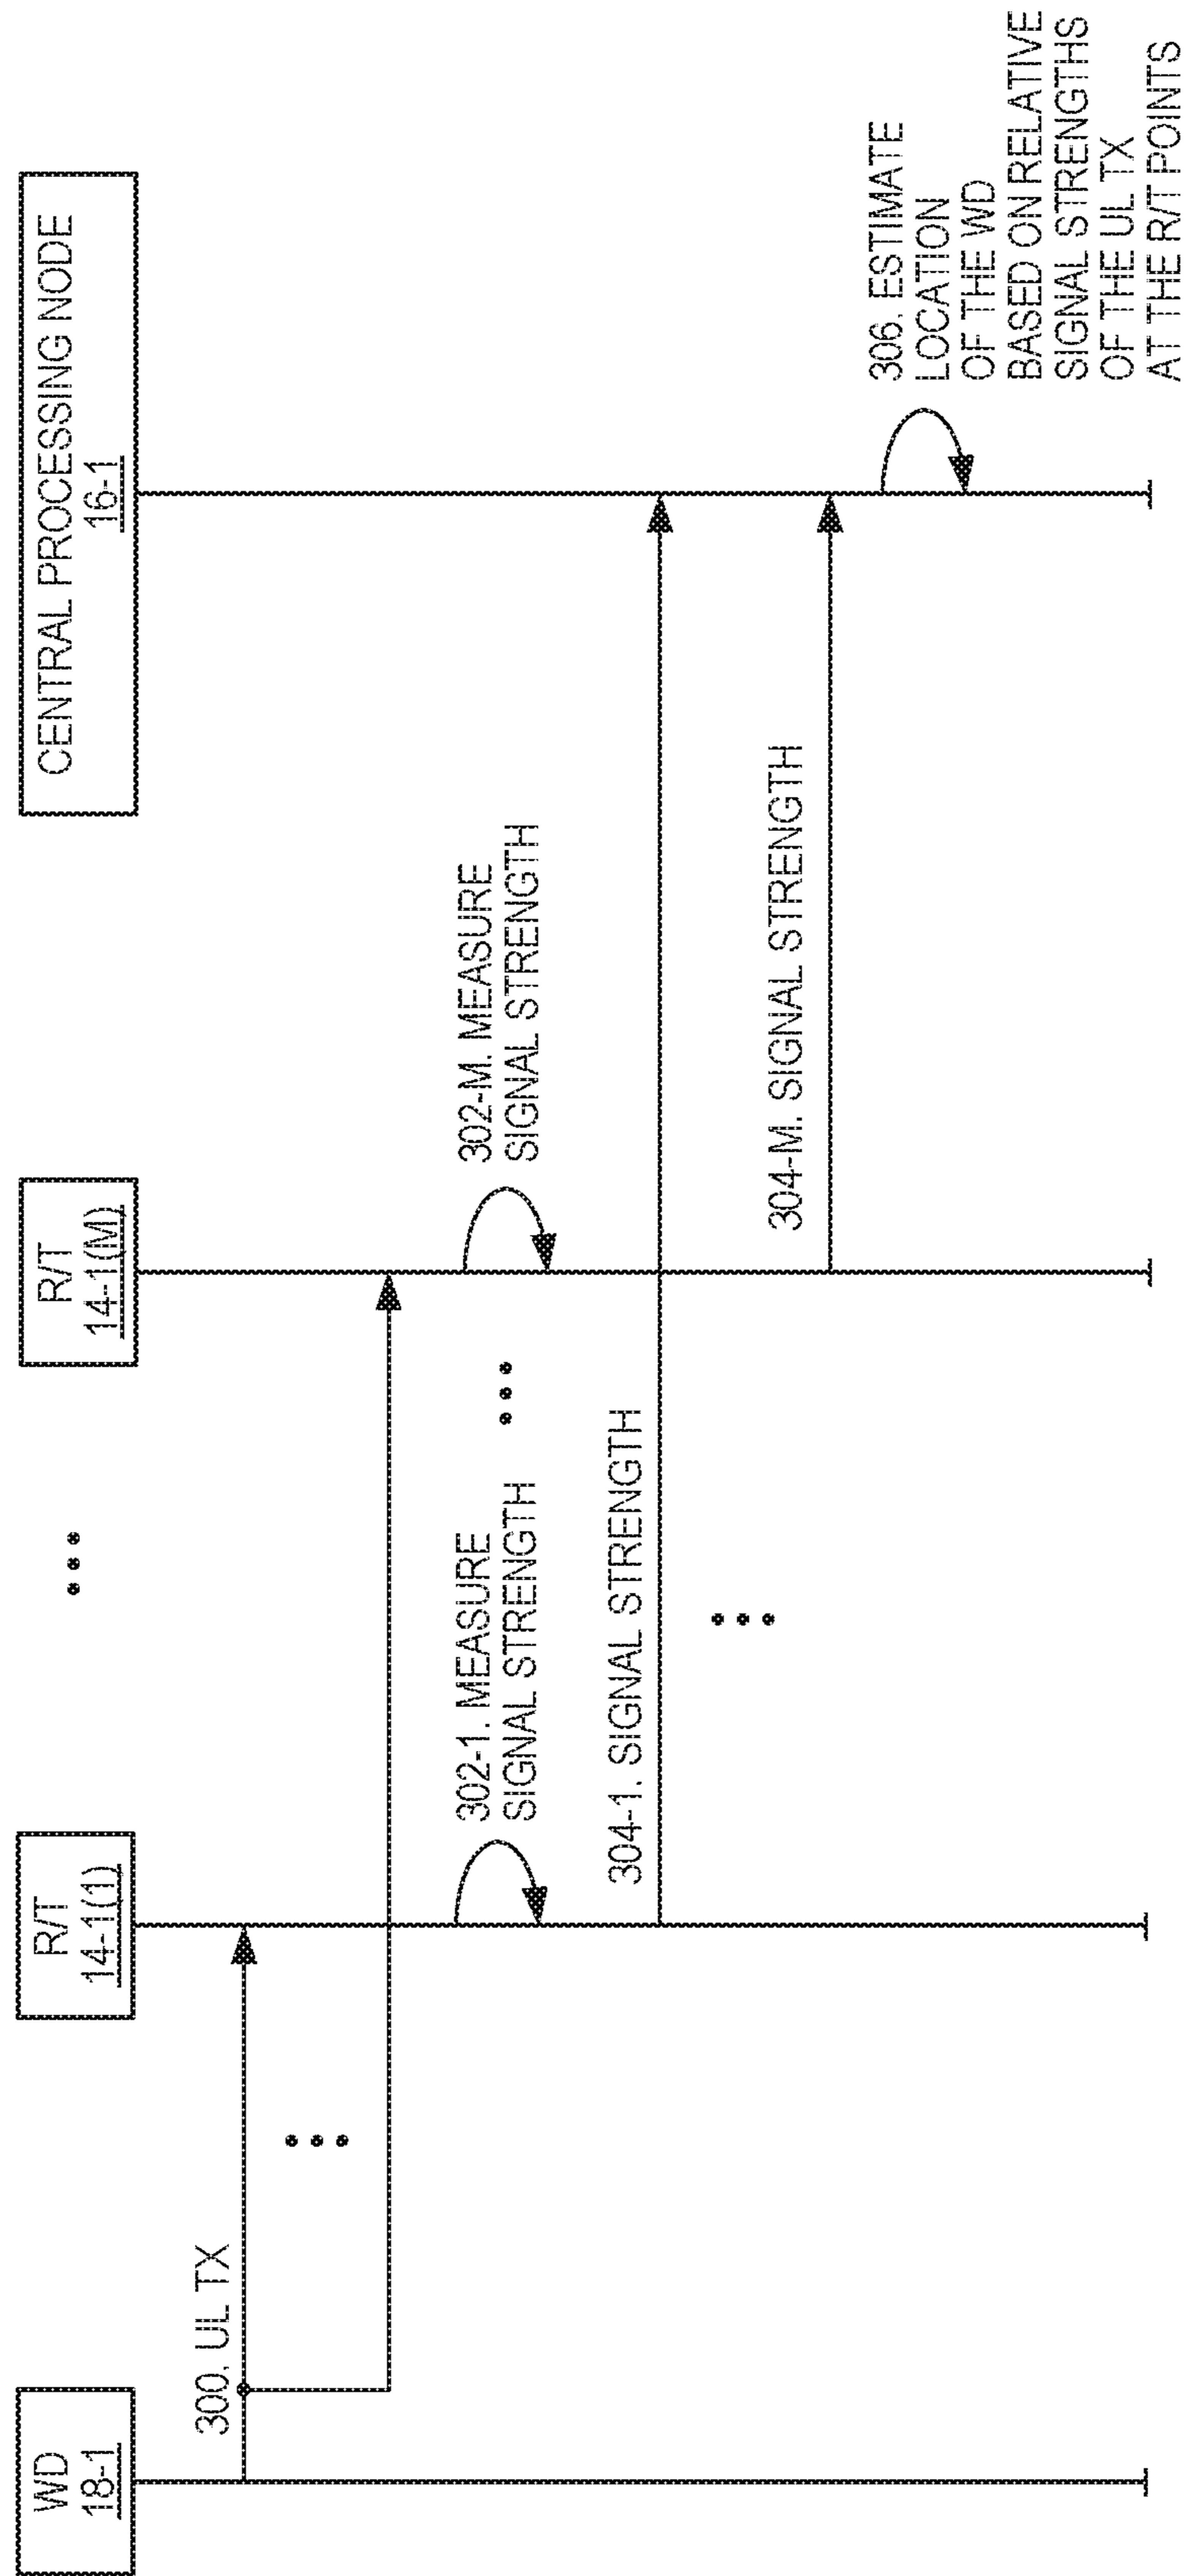 WD
18-1
R/T
14-1(1)
R/T
14-1(M)
CENTRAL PROCESSING NODE
16-1
300. UL TX
302-1. MEASURE
SIGNAL STRENGTH
302-M. MEASURE
SIGNAL STRENGTH
304-1. SIGNAL STRENGTH
304-M. SIGNAL STRENGTH
306. ESTIMATE
LOCATION
OF THE WD
BASED ON RELATIVE
SIGNAL STRENGTHS
OF THE UL TX
AT THE R/T POINTS